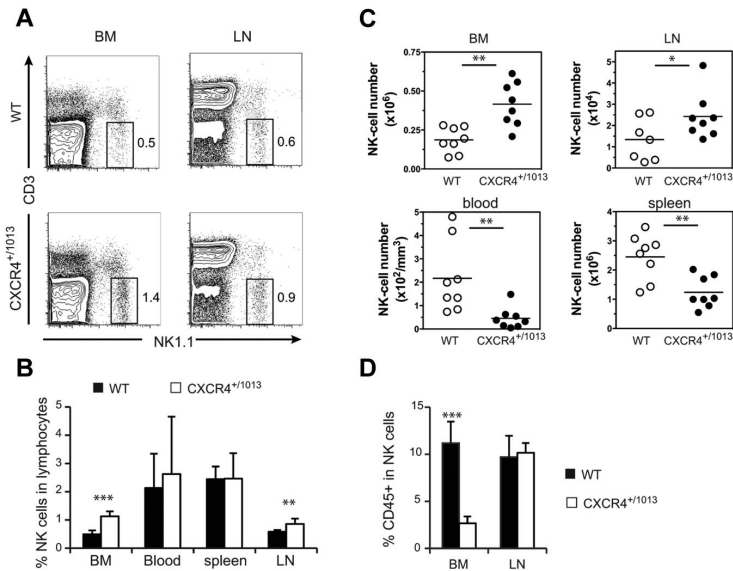 A
BM LN
WT
0.5 0.6
CD3
CXCR4+/1013
1.4 0.9
NK1.1
B
WT CXCR4+/1013
% NK cells in lymphocytes
5
4
3
2
1
0
*** **
BM Blood spleen LN
C
BM
NK-cell number
(x10⁶)
0.75
0.50
0.25
0.00
**
WT CXCR4+/1013
LN
NK-cell number
(x10⁴)
5
4
3
2
1
0
*
WT CXCR4+/1013
blood
NK-cell number
(x10²/mm³)
5
4
3
2
1
0
**
WT CXCR4+/1013
spleen
NK-cell number
(x10⁶)
4
3
2
1
0
**
WT CXCR4+/1013
D
% CD45+ in NK cells
15
10
5
0
***
BM LN
WT
CXCR4+/1013